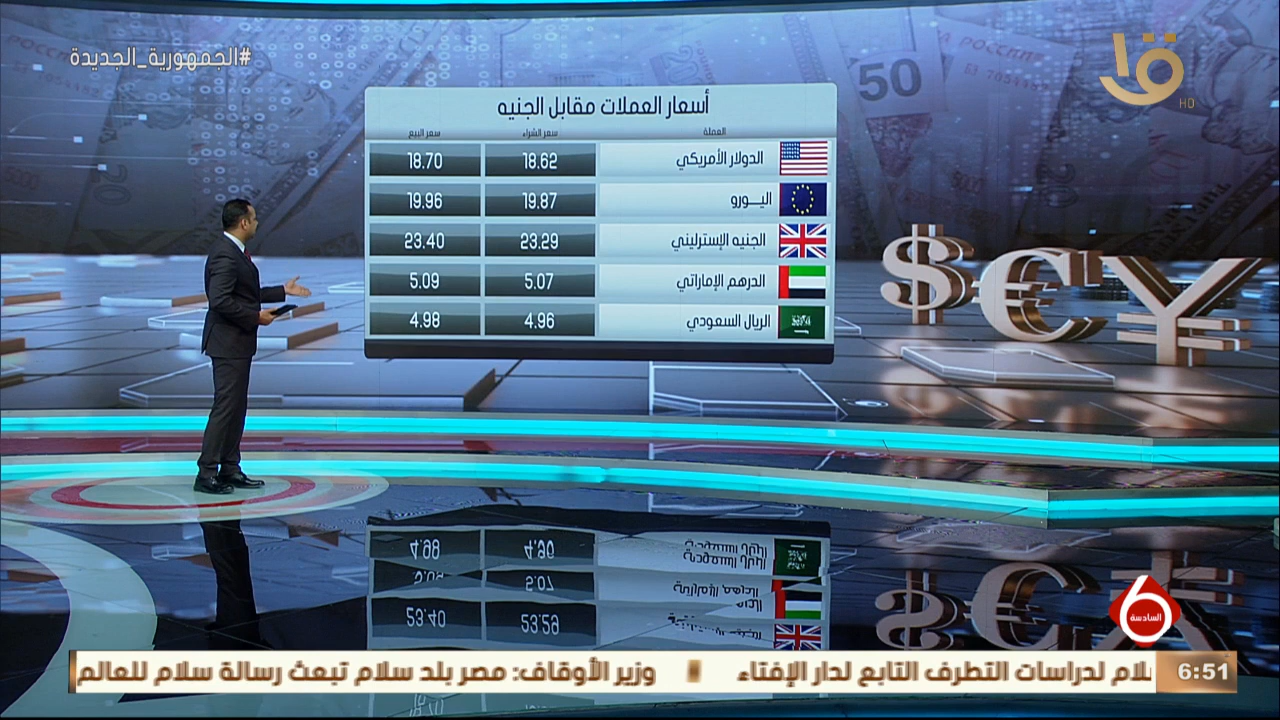 #الجمهورية_الجديدة
HD
50
أسعار العملات مقابل الجنيه
العملة سعر الشراء سعر البيع
الدولار الأمريكي 18.62 18.70
اليـــورو 19.87 19.96
الجنيه الإسترليني 23.29 23.40
الدرهم الإماراتي 5.07 5.09
الريال السعودي 4.96 4.98
$ € ¥
6
السادسة
6:51
سلام لدراسات التطرف التابع لدار الإفتاء
وزير الأوقاف: مصر بلد سلام تبعث رسالة سلام للعالم